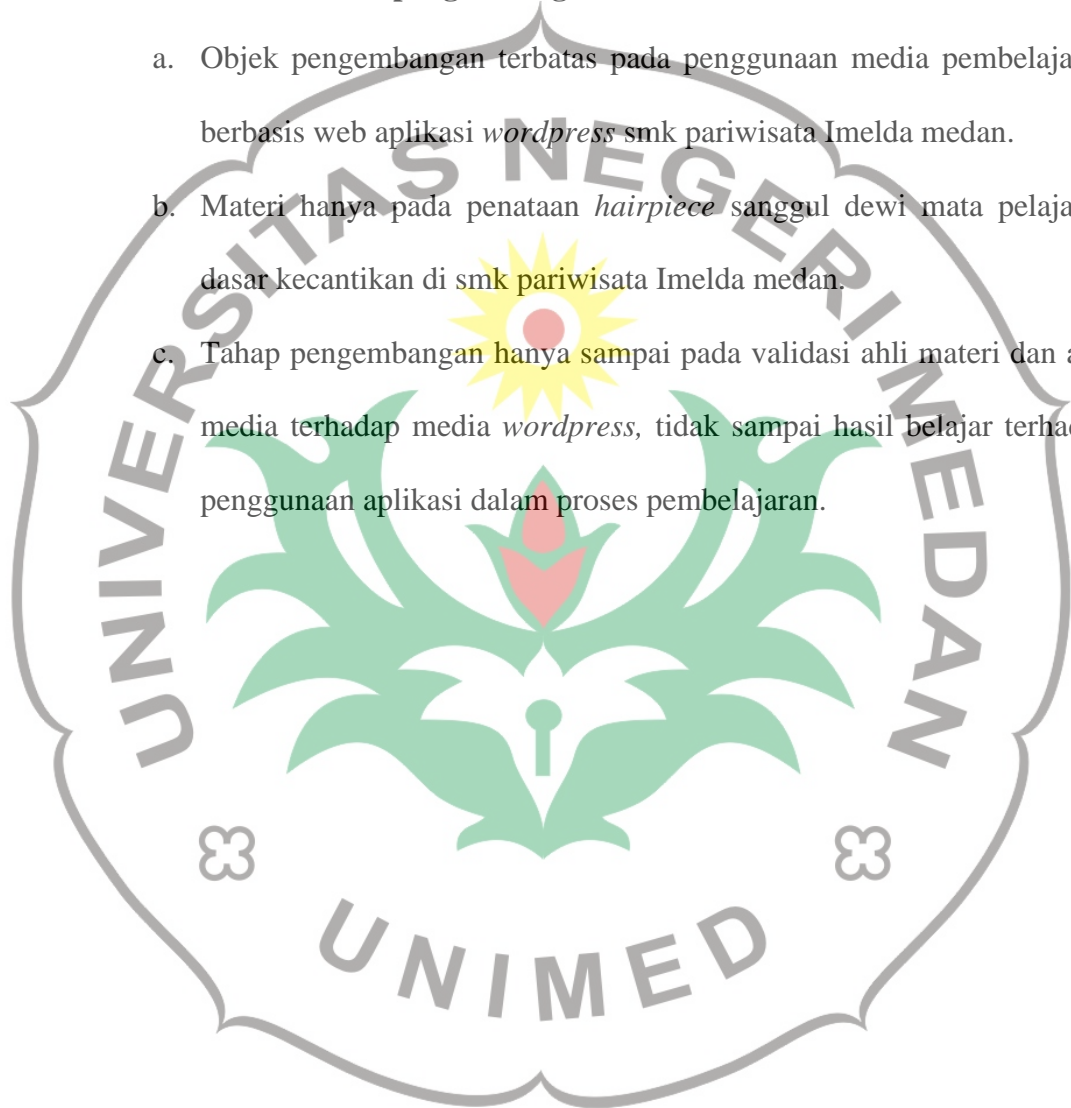 a. Objek pengembangan terbatas pada penggunaan media pembelaja
berbasis web aplikasi wordpress smk pariwisata Imelda medan.
b. Materi hanya pada penataan hairpiece sanggul dewi mata pelaja
dasar kecantikan di smk pariwisata Imelda medan.
c. Tahap pengembangan hanya sampai pada validasi ahli materi dan a
media terhadap media wordpress, tidak sampai hasil belajar terha
penggunaan aplikasi dalam proses pembelajaran.
UNIVERSITAS NEGERI MEDAN
UNIMED